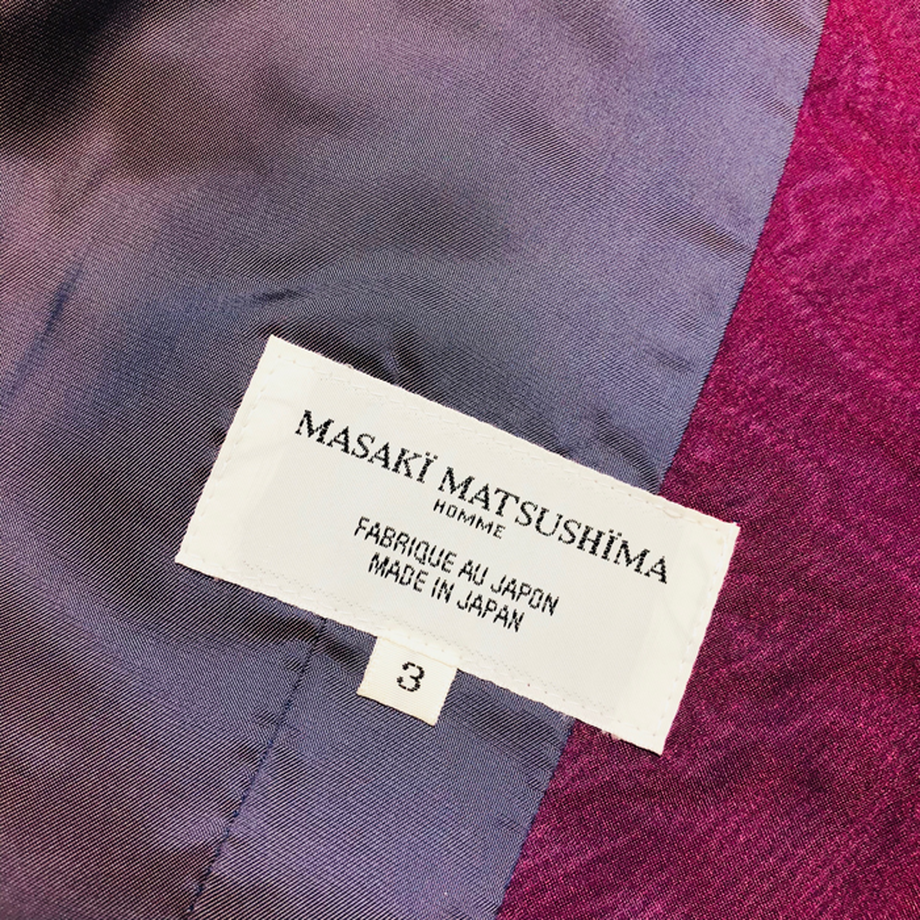 MASAKÏ MATSUSHÏMA
HOMME
FABRIQUE AU JAPON
MADE IN JAPAN
3